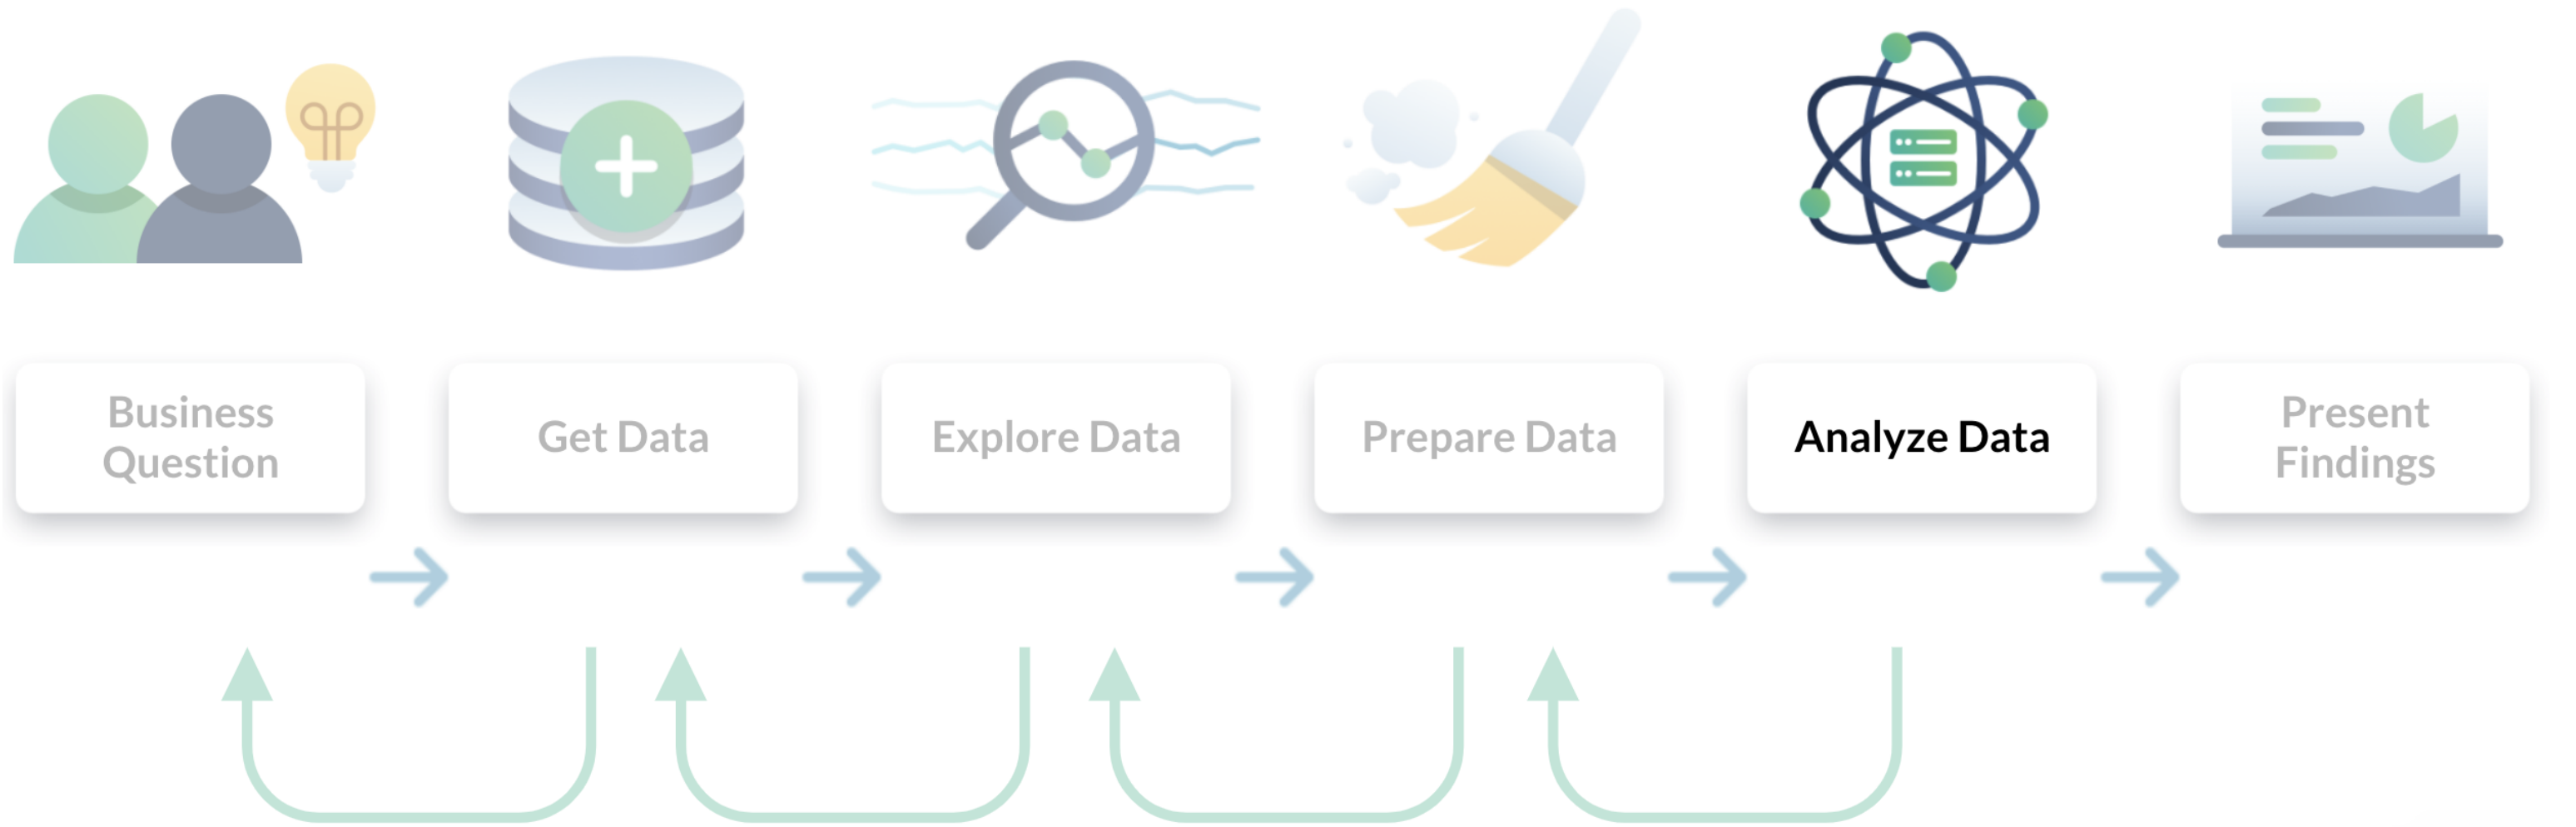 Business
Question
Get Data
Explore Data
Prepare Data
Analyze Data
Present
Findings